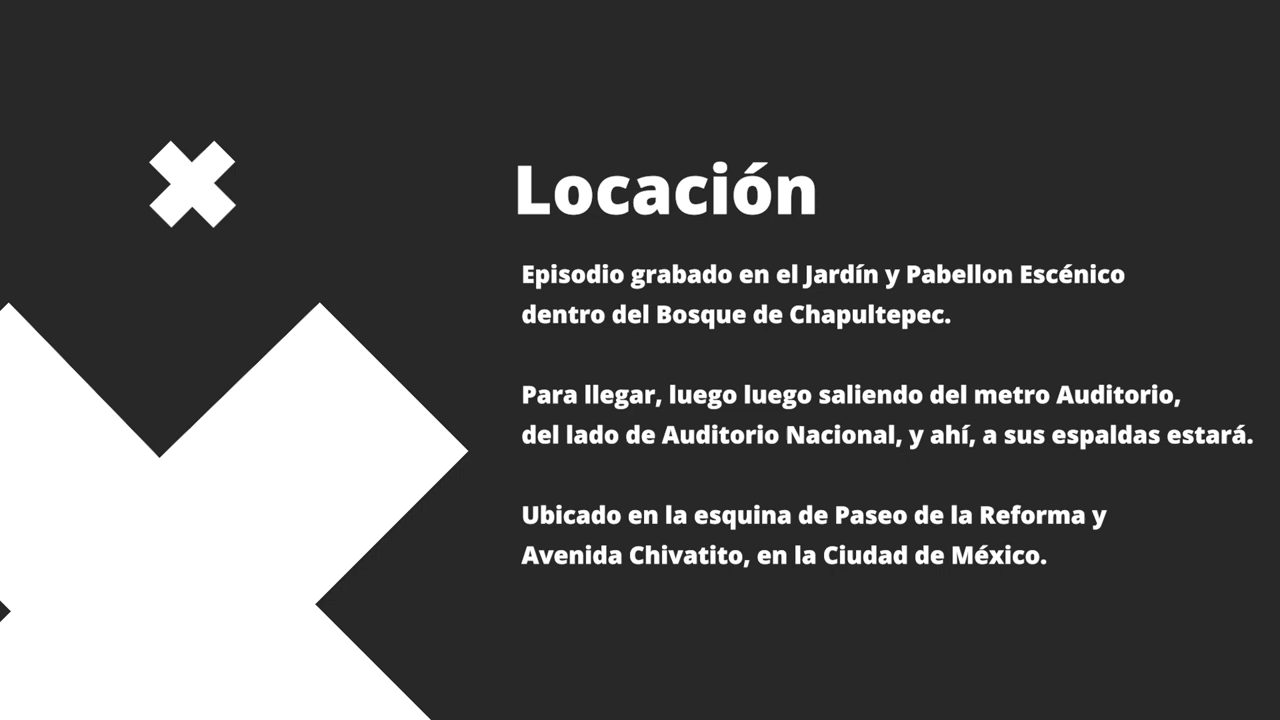 Locación
Episodio grabado en el Jardín y Pabellon Escénico
dentro del Bosque de Chapultepec.
Para llegar, luego luego saliendo del metro Auditorio,
del lado de Auditorio Nacional, y ahí, a sus espaldas estará.
Ubicado en la esquina de Paseo de la Reforma y
Avenida Chivatito, en la Ciudad de México.